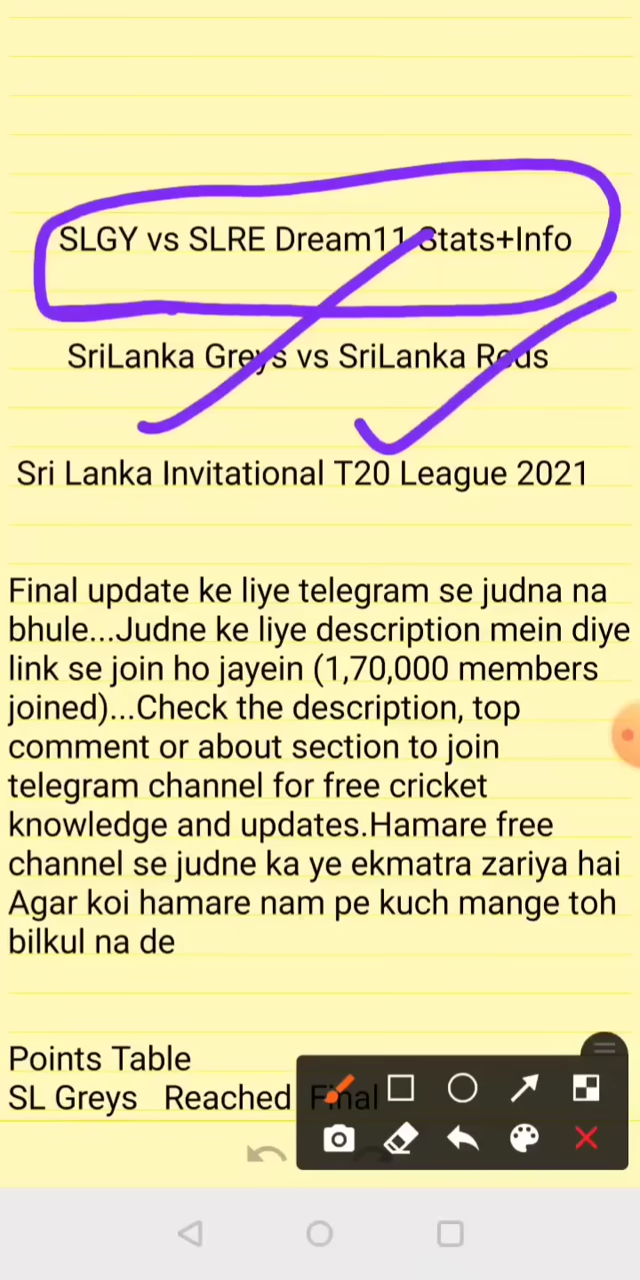 SLGY vs SLRE Dream11 Stats+Info
SriLanka Greys vs SriLanka Reds
Sri Lanka Invitational T20 League 2021
Final update ke liye telegram se judna na
bhule...Judne ke liye description mein diye
link se join ho jayein (1,70,000 members
joined)...Check the description, top
comment or about section to join
telegram channel for free cricket
knowledge and updates.Hamare free
channel se judne ka ye ekmatra zariya hai
Agar koi hamare nam pe kuch mange toh
bilkul na de
Points Table
SL Greys Reached Final